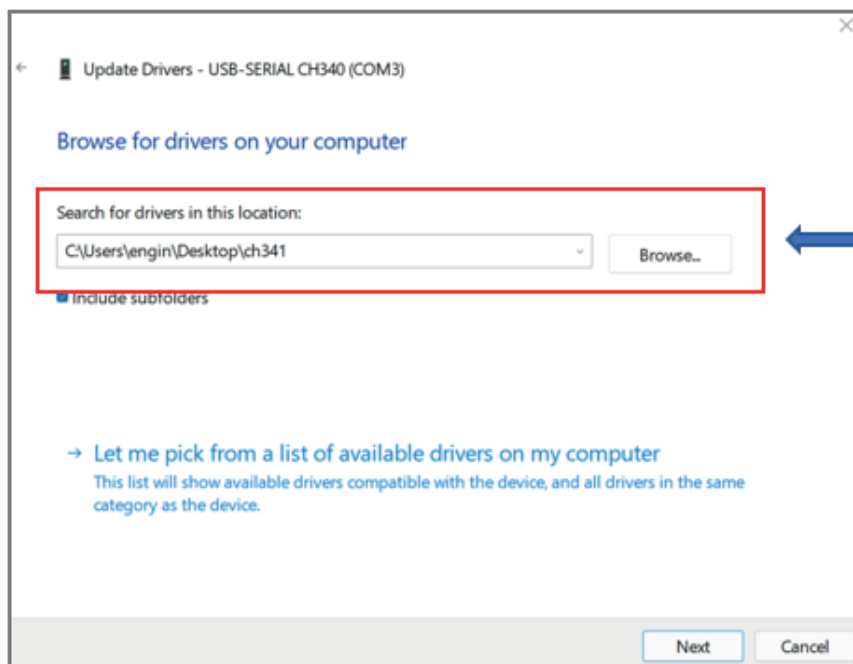 Update Drivers - USB-SERIAL CH340 (COM3)
Browse for drivers on your computer
Search for drivers in this location:
C:\Users\engin\Desktop\ch341
Browse...
Include subfolders
Let me pick from a list of available drivers on my computer
This list will show available drivers compatible with the device, and all drivers in the same
category as the device.
Next
Cancel